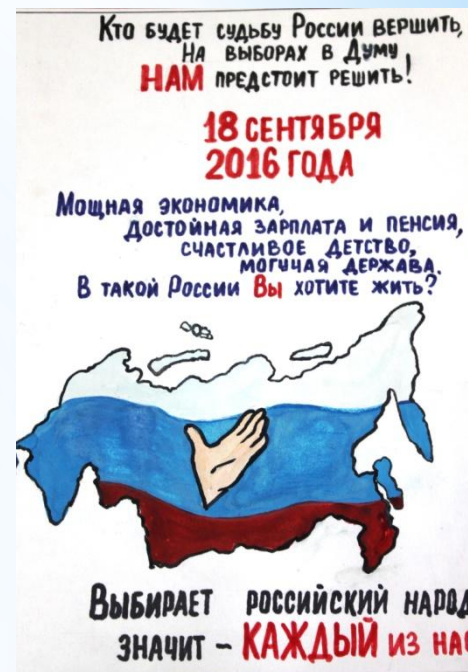 Кто будет судьбу России вершить,
На выборах в Думу
НАМ предстоит решить!
18 СЕНТЯБРЯ
2016 ГОДА
Мощная экономика,
достойная зарплата и пенсия,
счастливое детство,
могучая держава.
В такой России Вы хотите жить?
Выбирает российский
значит – КАЖДЫЙ из